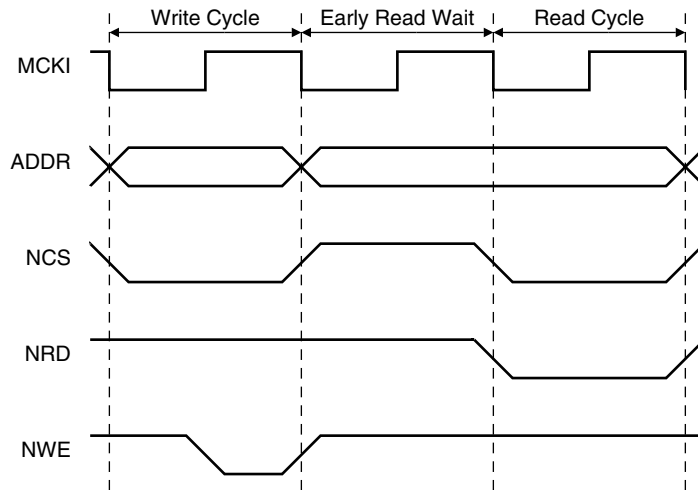 Write Cycle Early Read Wait Read Cycle
MCKI
ADDR
NCS
NRD
NWE